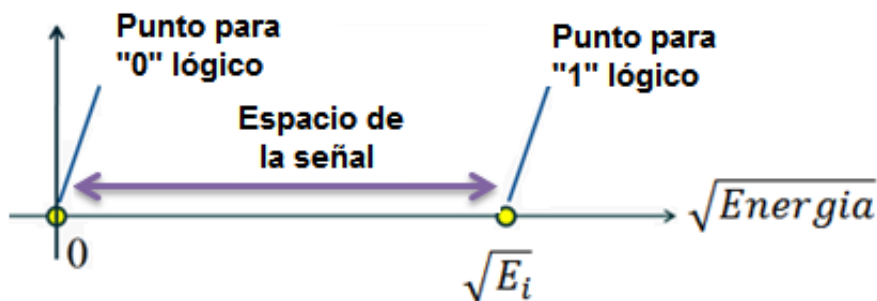 Punto para
"0" lógico
Punto para
"1" lógico
Espacio de
la señal
√Energia
0
√E_i